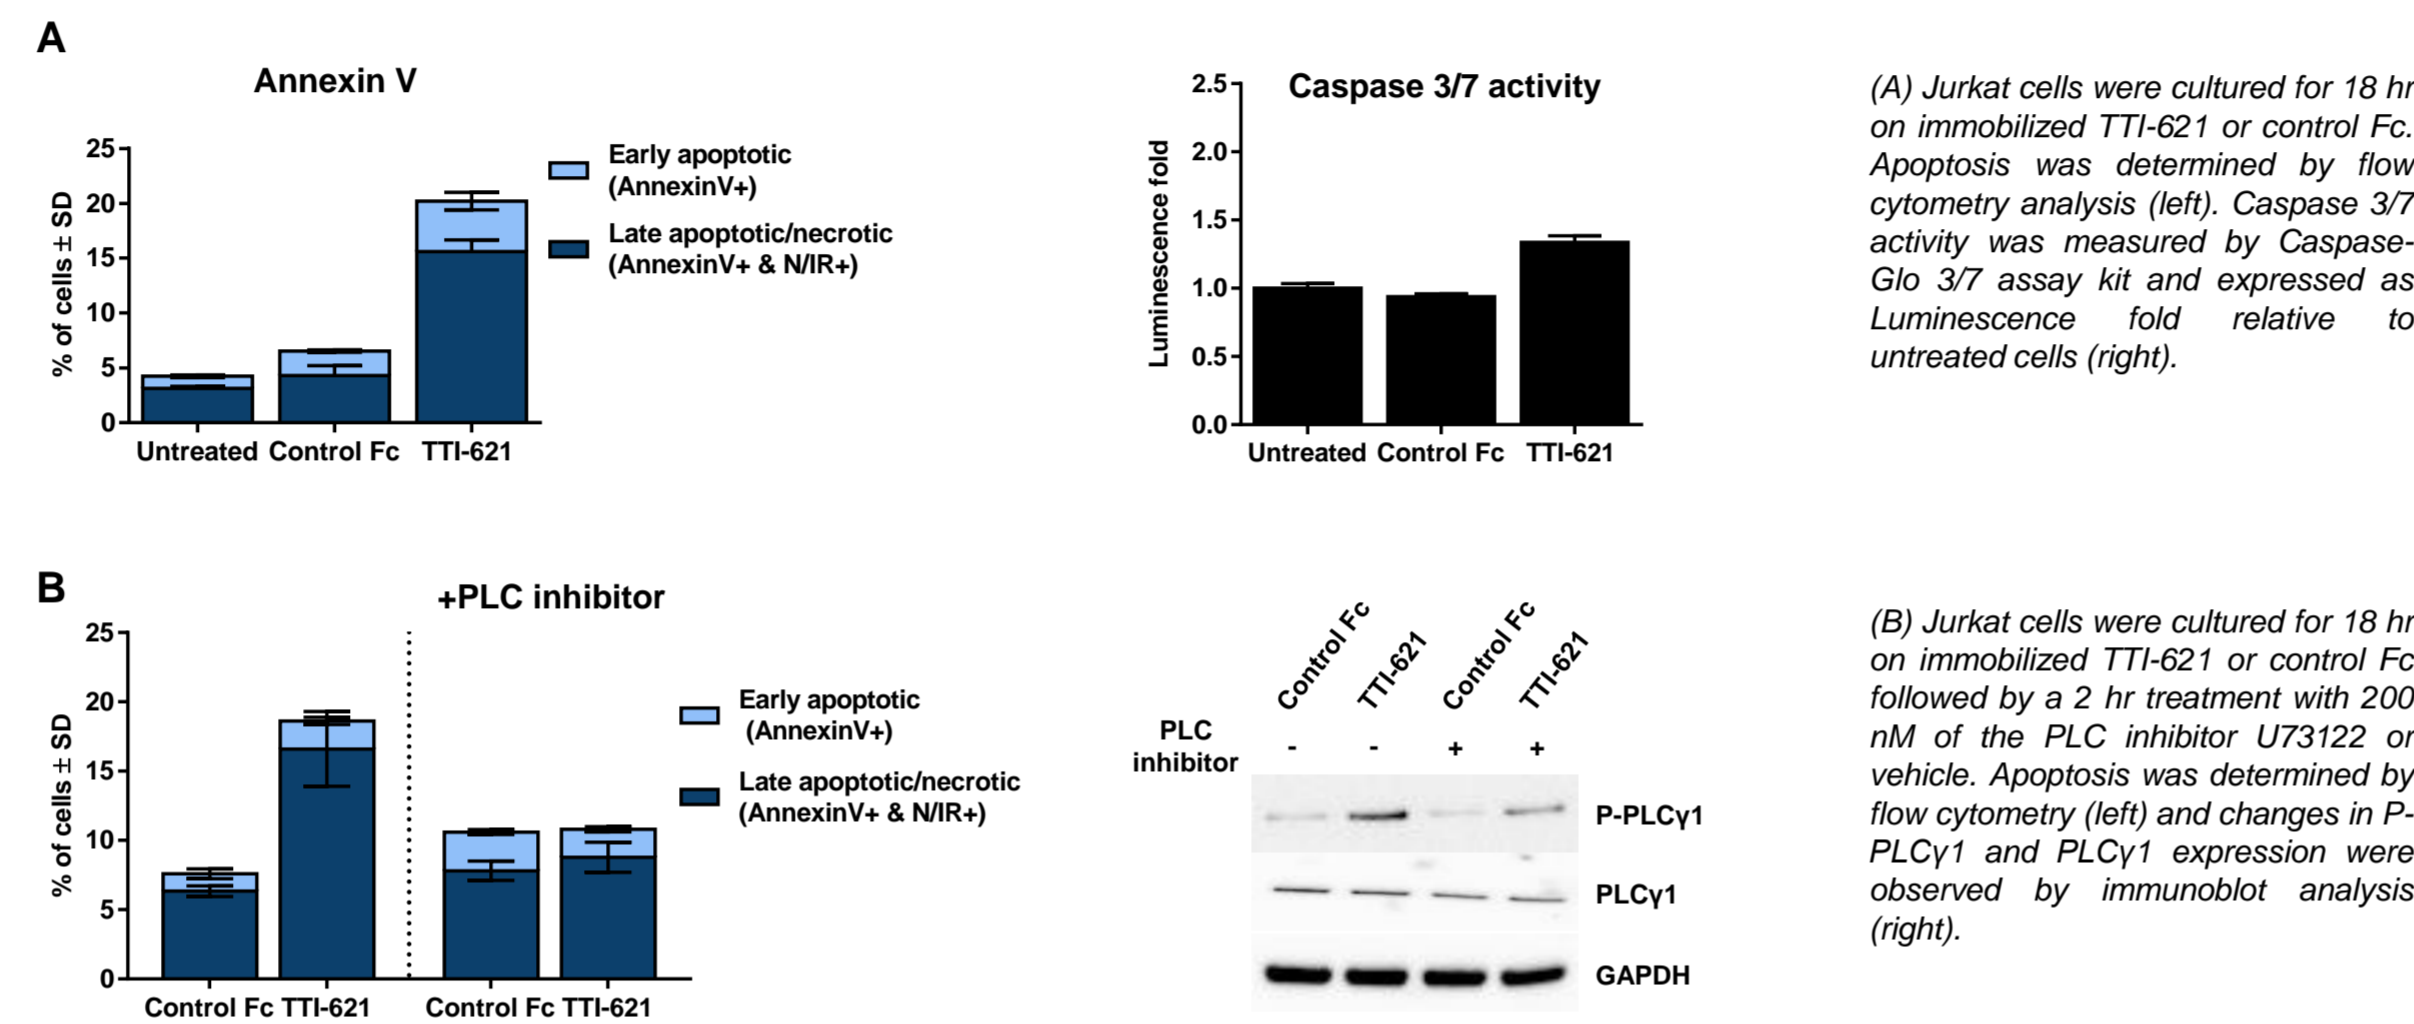 A
Annexin V
% of cells ± SD
25
20
15
10
5
0
Untreated Control Fc TTI-621
Early apoptotic
(AnnexinV+)
Late apoptotic/necrotic
(AnnexinV+ & N/IR+)
Caspase 3/7 activity
Luminescence fold
2.5
2.0
1.5
1.0
0.5
0.0
Untreated Control Fc TTI-621
(A) Jurkat cells were cultured for 18 hr
on immobilized TTI-621 or control Fc.
Apoptosis was determined by flow
cytometry analysis (left). Caspase 3/7
activity was measured by Caspase-
Glo 3/7 assay kit and expressed as
Luminescence fold relative to
untreated cells (right).
B
+PLC inhibitor
% of cells ± SD
25
20
15
10
5
0
Control Fc TTI-621 Control Fc TTI-621
Early apoptotic
(AnnexinV+)
Late apoptotic/necrotic
(AnnexinV+ & N/IR+)
Control Fc TTI-621 Control Fc TTI-621
PLC
inhibitor - - + +
P-PLCγ1
PLCγ1
GAPDH
(B) Jurkat cells were cultured for 18 hr
on immobilized TTI-621 or control Fc
followed by a 2 hr treatment with 200
nM of the PLC inhibitor U73122 or
vehicle. Apoptosis was determined by
flow cytometry (left) and changes in P-
PLCγ1 and PLCγ1 expression were
observed by immunoblot analysis
(right).